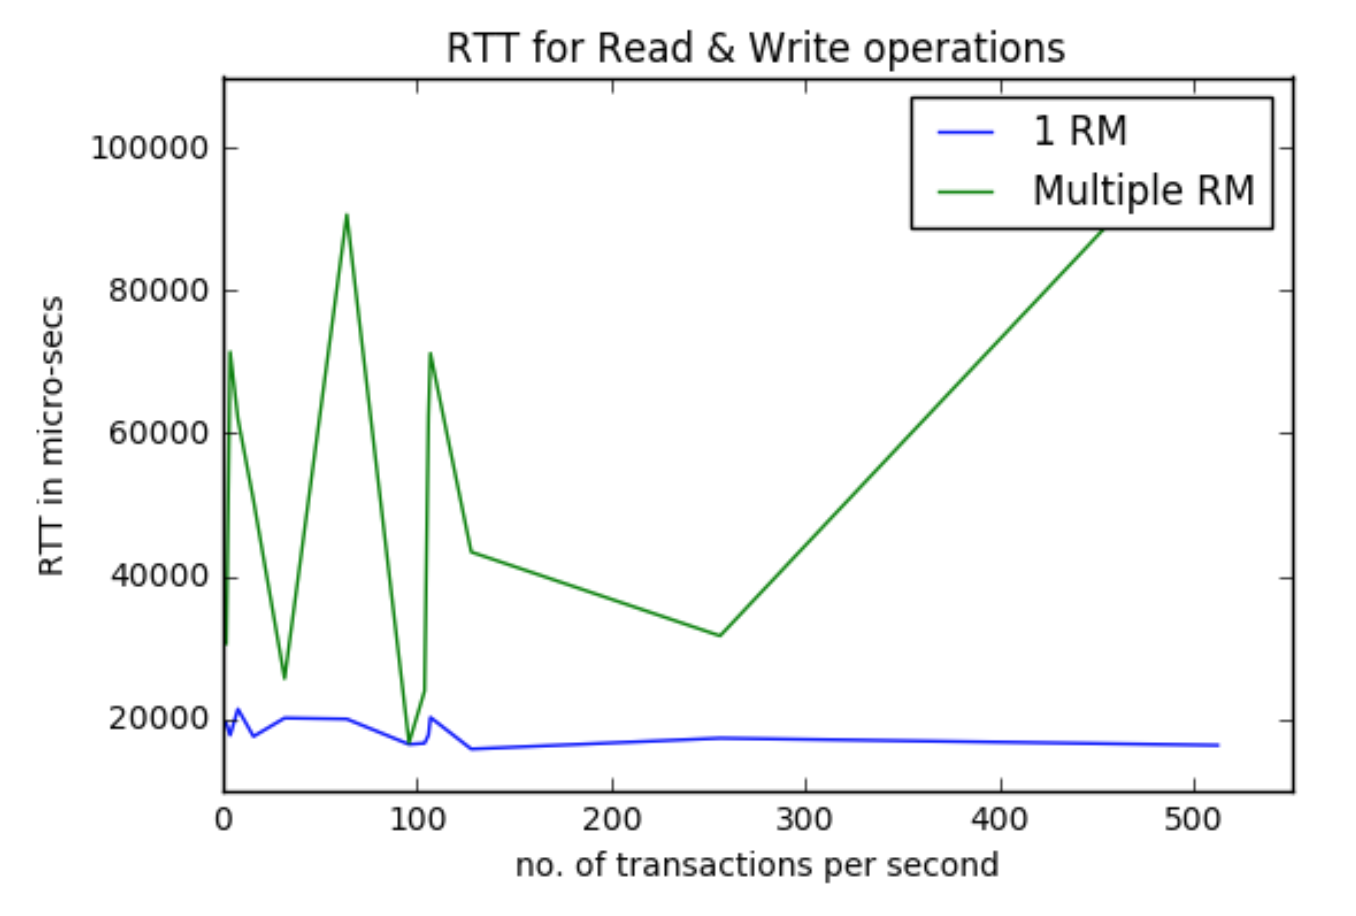 RTT for Read & Write operations
1 RM
Multiple RM
100000
80000
60000
40000
20000
RTT in micro-secs
0 100 200 300 400 500
no. of transactions per second